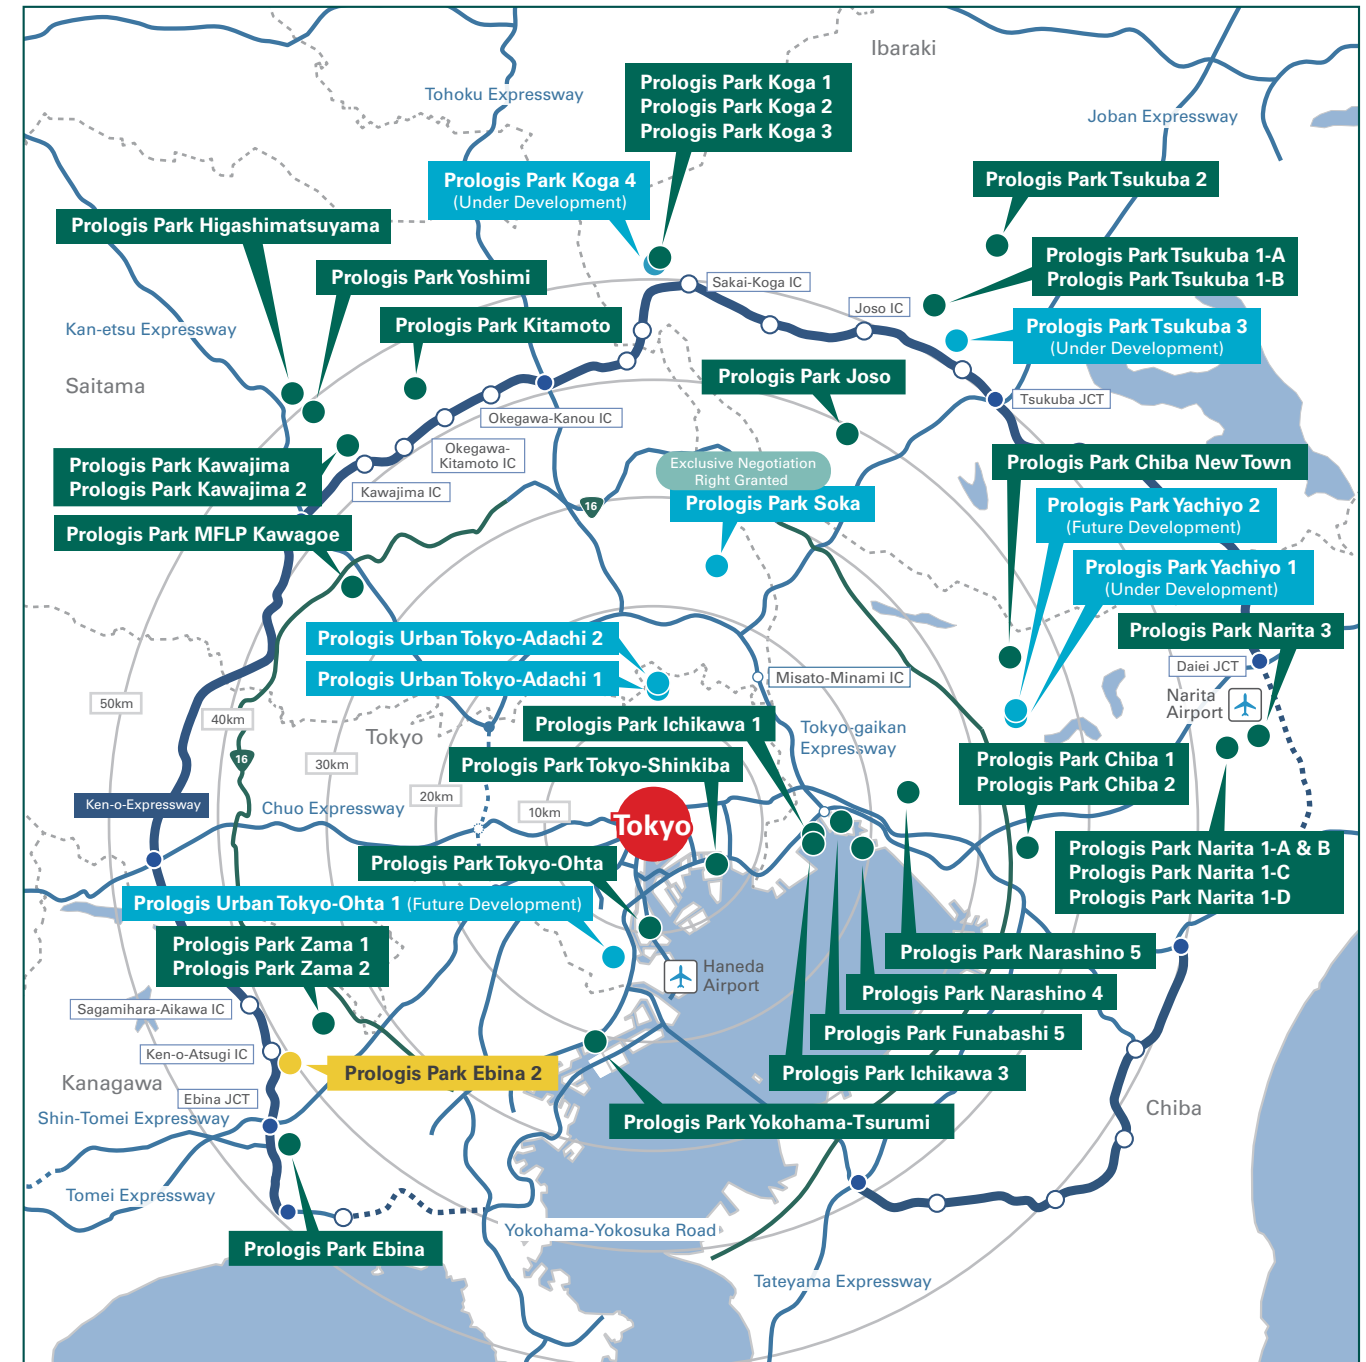 Ibaraki
Prologis Park Koga 1
Prologis Park Koga 2
Prologis Park Koga 3
Tohoku Expressway
Joban Expressway
Prologis Park Koga 4
(Under Development)
Prologis Park Tsukuba 2
Prologis Park Higashimatsuyama
Prologis Park Tsukuba 1-A
Prologis Park Tsukuba 1-B
Prologis Park Yoshimi
Sakai-Koga IC
Joso IC
Kan-etsu Expressway
Prologis Park Kitamoto
Prologis Park Tsukuba 3
(Under Development)
Saitama
Prologis Park Joso
Tsukuba JCT
Okegawa-Kanou IC
Okegawa-
Kitamoto IC
Prologis Park Kawajima
Prologis Park Kawajima 2
Kawajima IC
Exclusive Negotiation
Right Granted
Prologis Park Soka
Prologis Park Chiba New Town
16
Prologis Park Yachiyo 2
(Future Development)
Prologis Park MFLP Kawagoe
Prologis Park Yachiyo 1
(Under Development)
Prologis Urban Tokyo-Adachi 2
Prologis Park Narita 3
Prologis Urban Tokyo-Adachi 1
Misato-Minami IC
Daiei JCT
Narita
Airport
50km
40km
Prologis Park Ichikawa 1
Tokyo-gaikan
Expressway
Tokyo
16
30km
Prologis Park Tokyo-Shinkiba
Prologis Park Chiba 1
Prologis Park Chiba 2
20km
Ken-o-Expressway
Chuo Expressway
10km
Tokyo
Prologis Park Tokyo-Ohta
Prologis Park Narita 1-A & B
Prologis Park Narita 1-C
Prologis Park Narita 1-D
Prologis Urban Tokyo-Ohta 1 (Future Development)
Prologis Park Zama 1
Prologis Park Zama 2
Prologis Park Narashino 5
Haneda
Airport
Prologis Park Narashino 4
Sagamihara-Aikawa IC
Prologis Park Funabashi 5
Ken-o-Atsugi IC
Prologis Park Ebina 2
Prologis Park Ichikawa 3
Kanagawa
Ebina JCT
Shin-Tomei Expressway
Prologis Park Yokohama-Tsurumi
Chiba
Tomei Expressway
Yokohama-Yokosuka Road
Prologis Park Ebina
Tateyama Expressway